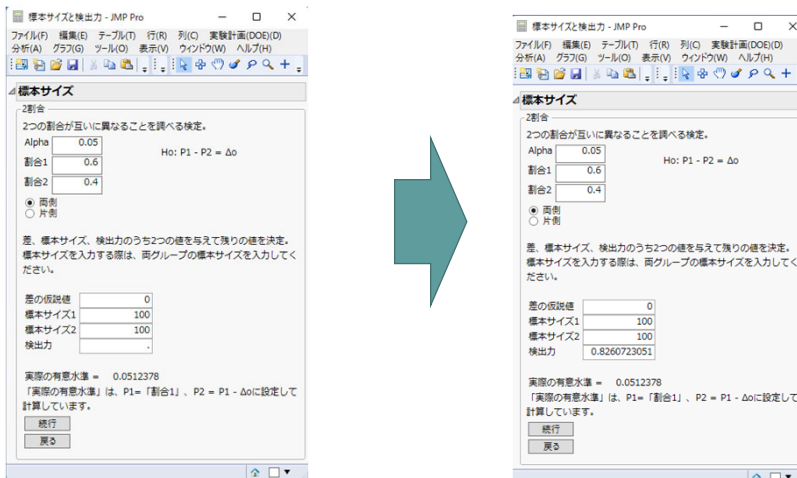 標本サイズと検出力 - JMP Pro
ファイル(F) 編集(E) テーブル(T) 行(R) 列(C) 実験計画(DOE)(D)
分析(A) グラフ(G) ツール(O) 表示(V) ウィンドウ(W) ヘルプ(H)
標本サイズ
2割合
2つの割合が互いに異なることを調べる検定。
Alpha 0.05
Ho: P1 - P2 = Δo
割合1 0.6
割合2 0.4
両側
片側
差、標本サイズ、検出力のうち2つの値を与えて残りの値を決定。
標本サイズを入力する際は、両グループの標本サイズを入力してく
ださい。
差の仮説値 0
標本サイズ1 100
標本サイズ2 100
検出力 .
実際の有意水準 = 0.0512378
「実際の有意水準」は、P1=「割合1」、P2 = P1 - Δoに設定して
計算しています。
続行
戻る
標本サイズと検出力 - JMP Pro
ファイル(F) 編集(E) テーブル(T) 行(R) 列(C) 実験計画(DOE)(D)
分析(A) グラフ(G) ツール(O) 表示(V) ウィンドウ(W) ヘルプ(H)
標本サイズ
2割合
2つの割合が互いに異なることを調べる検定。
Alpha 0.05
Ho: P1 - P2 = Δo
割合1 0.6
割合2 0.4
両側
片側
差、標本サイズ、検出力のうち2つの値を与えて残りの値を決定。
標本サイズを入力する際は、両グループの標本サイズを入力してく
ださい。
差の仮説値 0
標本サイズ1 100
標本サイズ2 100
検出力 0.8260723051
実際の有意水準 = 0.0512378
「実際の有意水準」は、P1=「割合1」、P2 = P1 - Δoに設定して
計算しています。
続行
戻る